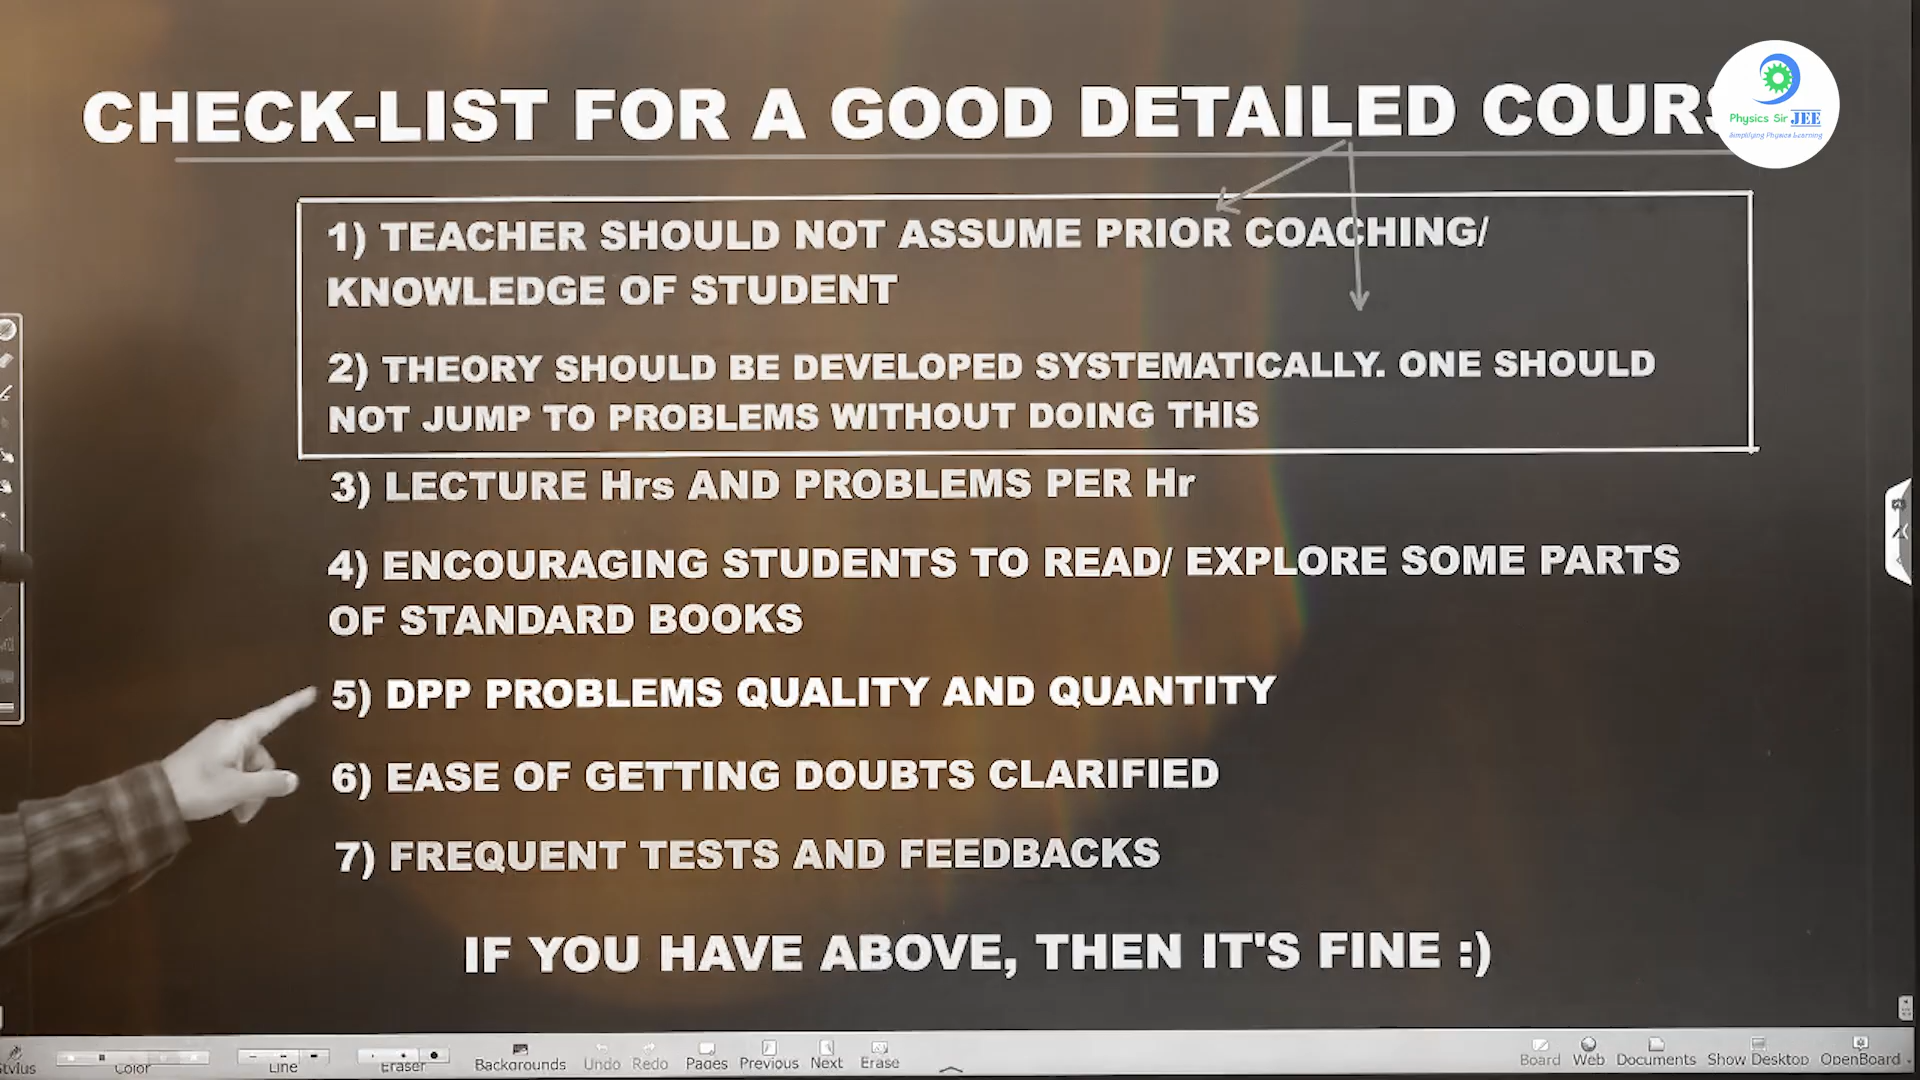 CHECK-LIST FOR A GOOD DETAILED
Physics Sir JEE
Simplifying Physics Learning
1) TEACHER SHOULD NOT ASSUME PRIOR COACHING/
KNOWLEDGE OF STUDENT
2) THEORY SHOULD BE DEVELOPED SYSTEMATICALLY. ONE SHOULD
NOT JUMP TO PROBLEMS WITHOUT DOING THIS
3) LECTURE Hrs AND PROBLEMS PER Hr
4) ENCOURAGING STUDENTS TO READ/ EXPLORE SOME PARTS
OF STANDARD BOOKS
5) DPP PROBLEMS QUALITY AND QUANTITY
6) EASE OF GETTING DOUBTS CLARIFIED
7) FREQUENT TESTS AND FEEDBACKS
IF YOU HAVE ABOVE, THEN IT'S FINE :)
Color Line Eraser Backgrounds Undo Redo Pages Previous Next Erase Board Web Documents Show Desktop OpenBoard